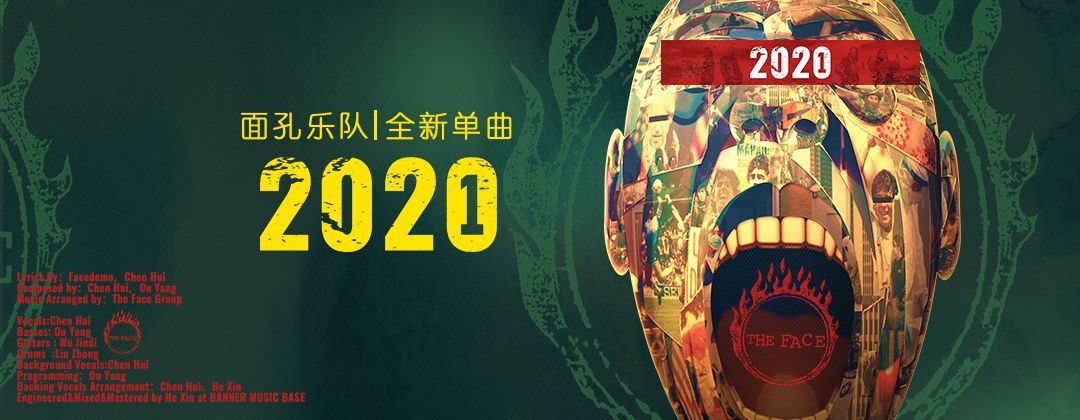 2020
面孔乐队|全新单曲
2020
Lyrics by：Facedemo、Chen Hui
Composed by：Chen Hui、Ou Yang
Music Arranged by：The Face Group
Vocals:Chen Hui
Basses: Ou Yang
Guitars : Wu Jindi
Drums :Liu Zhong
Background Vocals:Chen Hui
Programming：Ou Yang
Backing Vocals Arrangement：Chen Hui、He Xin
Engineered&Mixed&Mastered by He Xin at BANNER MUSIC BASE
THE FACE
THE FACE